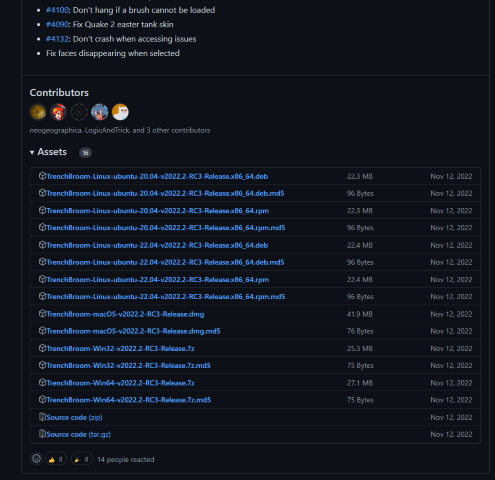 #4100: Don't hang if a brush cannot be loaded
#4090: Fix Quake 2 easter tank skin
#4132: Don't crash when accessing issues
Fix faces disappearing when selected
Contributors
neogeographica, LogicAndTrick, and 3 other contributors
Assets 16
TrenchBroom-Linux-ubuntu-20.04-v2022.2-RC3-Release.x86_64.deb 22.3 MB Nov 12, 2022
TrenchBroom-Linux-ubuntu-20.04-v2022.2-RC3-Release.x86_64.deb.md5 96 Bytes Nov 12, 2022
TrenchBroom-Linux-ubuntu-20.04-v2022.2-RC3-Release.x86_64.rpm 22.3 MB Nov 12, 2022
TrenchBroom-Linux-ubuntu-20.04-v2022.2-RC3-Release.x86_64.rpm.md5 96 Bytes Nov 12, 2022
TrenchBroom-Linux-ubuntu-22.04-v2022.2-RC3-Release.x86_64.deb 22.4 MB Nov 12, 2022
TrenchBroom-Linux-ubuntu-22.04-v2022.2-RC3-Release.x86_64.deb.md5 96 Bytes Nov 12, 2022
TrenchBroom-Linux-ubuntu-22.04-v2022.2-RC3-Release.x86_64.rpm 22.4 MB Nov 12, 2022
TrenchBroom-Linux-ubuntu-22.04-v2022.2-RC3-Release.x86_64.rpm.md5 96 Bytes Nov 12, 2022
TrenchBroom-macOS-v2022.2-RC3-Release.dmg 41.9 MB Nov 12, 2022
TrenchBroom-macOS-v2022.2-RC3-Release.dmg.md5 76 Bytes Nov 12, 2022
TrenchBroom-Win32-v2022.2-RC3-Release.7z 25.3 MB Nov 12, 2022
TrenchBroom-Win32-v2022.2-RC3-Release.7z.md5 75 Bytes Nov 12, 2022
TrenchBroom-Win64-v2022.2-RC3-Release.7z 27.1 MB Nov 12, 2022
TrenchBroom-Win64-v2022.2-RC3-Release.7z.md5 75 Bytes Nov 12, 2022
Source code (zip) Nov 12, 2022
Source code (tar.gz) Nov 12, 2022
8 8 14 people reacted